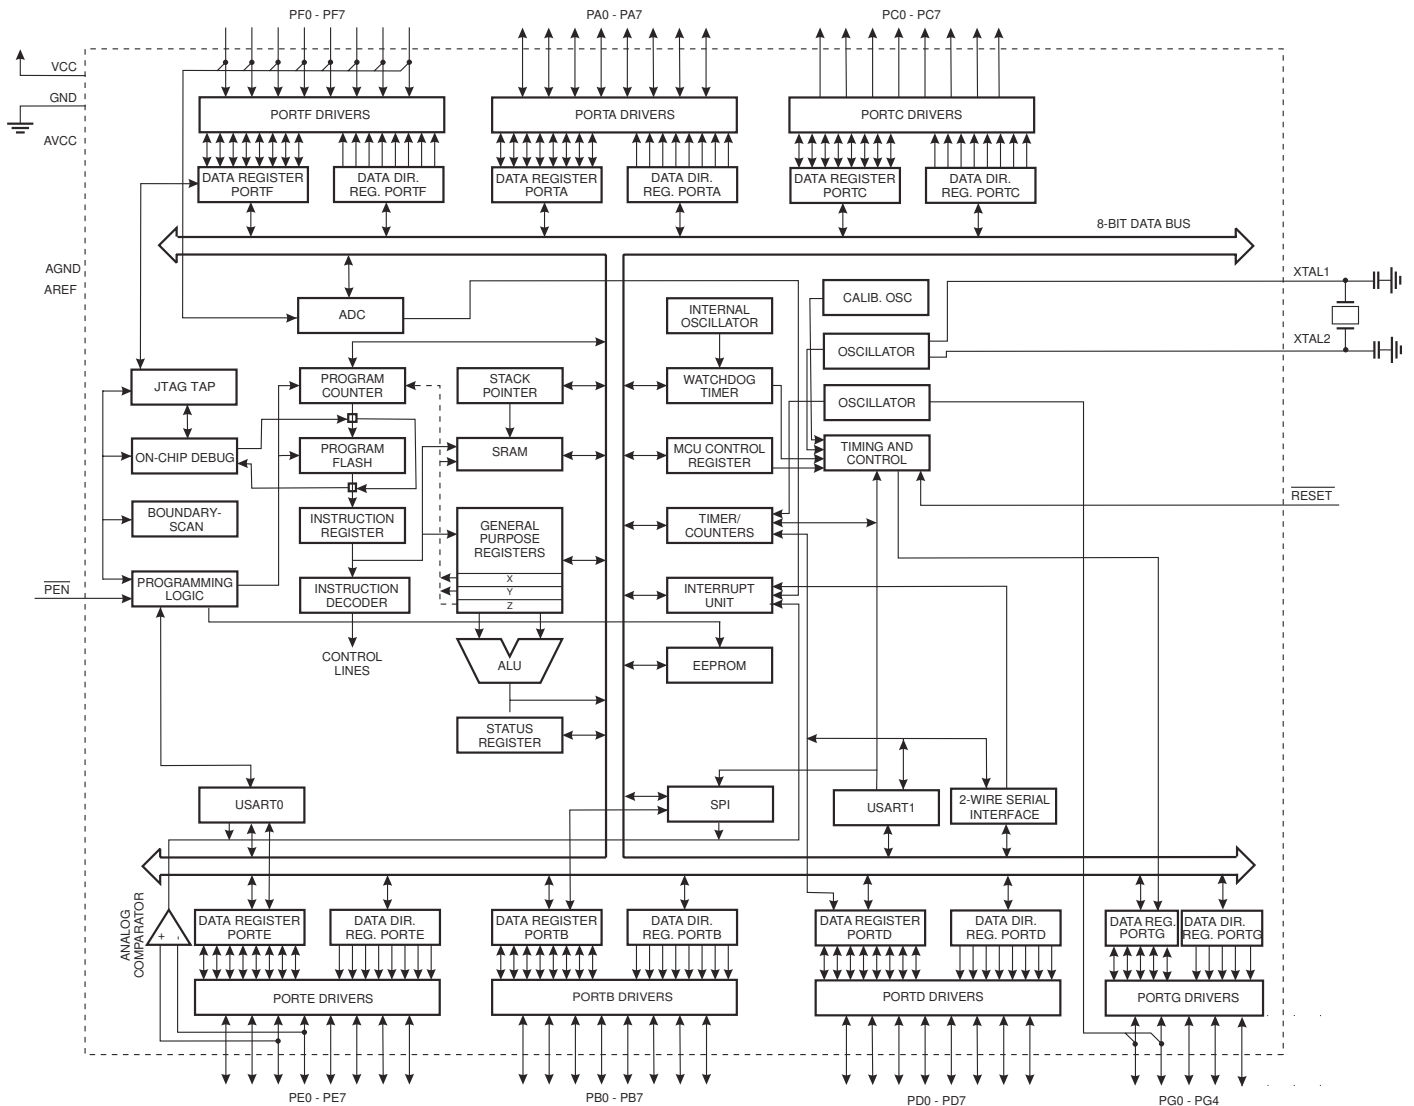 PF0 - PF7
PA0 - PA7
PC0 - PC7
VCC
GND
AVCC
PORTF DRIVERS
PORTA DRIVERS
PORTC DRIVERS
DATA REGISTER
PORTF
DATA DIR.
REG. PORTF
DATA REGISTER
PORTA
DATA DIR.
REG. PORTA
DATA REGISTER
PORTC
DATA DIR.
REG. PORTC
8-BIT DATA BUS
AGND
AREF
XTAL1
XTAL2
ADC
INTERNAL
OSCILLATOR
CALIB. OSC
OSCILLATOR
JTAG TAP
PROGRAM
COUNTER
STACK
POINTER
WATCHDOG
TIMER
OSCILLATOR
ON-CHIP DEBUG
PROGRAM
FLASH
SRAM
MCU CONTROL
REGISTER
TIMING AND
CONTROL
RESET
BOUNDARY-
SCAN
INSTRUCTION
REGISTER
GENERAL
PURPOSE
REGISTERS
X
Y
Z
TIMER/
COUNTERS
PEN
PROGRAMMING
LOGIC
INSTRUCTION
DECODER
INTERRUPT
UNIT
CONTROL
LINES
ALU
EEPROM
STATUS
REGISTER
USART0
SPI
USART1
2-WIRE SERIAL
INTERFACE
ANALOG
COMPARATOR
+
-
DATA REGISTER
PORTE
DATA DIR.
REG. PORTE
DATA REGISTER
PORTB
DATA DIR.
REG. PORTB
DATA REGISTER
PORTD
DATA DIR.
REG. PORTD
DATA REG.
PORTG
DATA DIR.
REG. PORTG
PORTE DRIVERS
PORTB DRIVERS
PORTD DRIVERS
PORTG DRIVERS
PE0 - PE7
PB0 - PB7
PD0 - PD7
PG0 - PG4